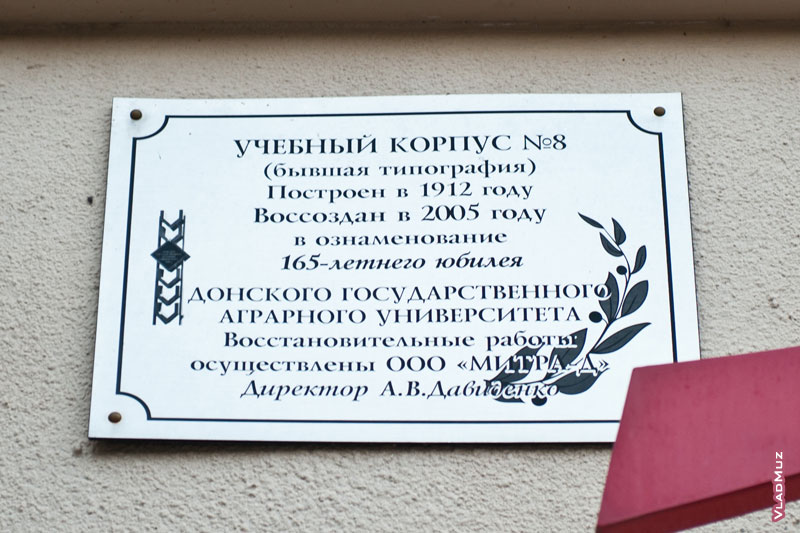 УЧЕБНЫЙ КОРПУС №8
(бывшая типография)
Построен в 1912 году
Воссоздан в 2005 году
в ознаменование
165-летнего юбилея
ДОНСКОГО ГОСУДАРСТВЕННОГО
АГРАРНОГО УНИВЕРСИТЕТА
Восстановительные работы
осуществлены ООО «МИТРА-Д»
Директор А.В.Давиденко
VLADMUZ